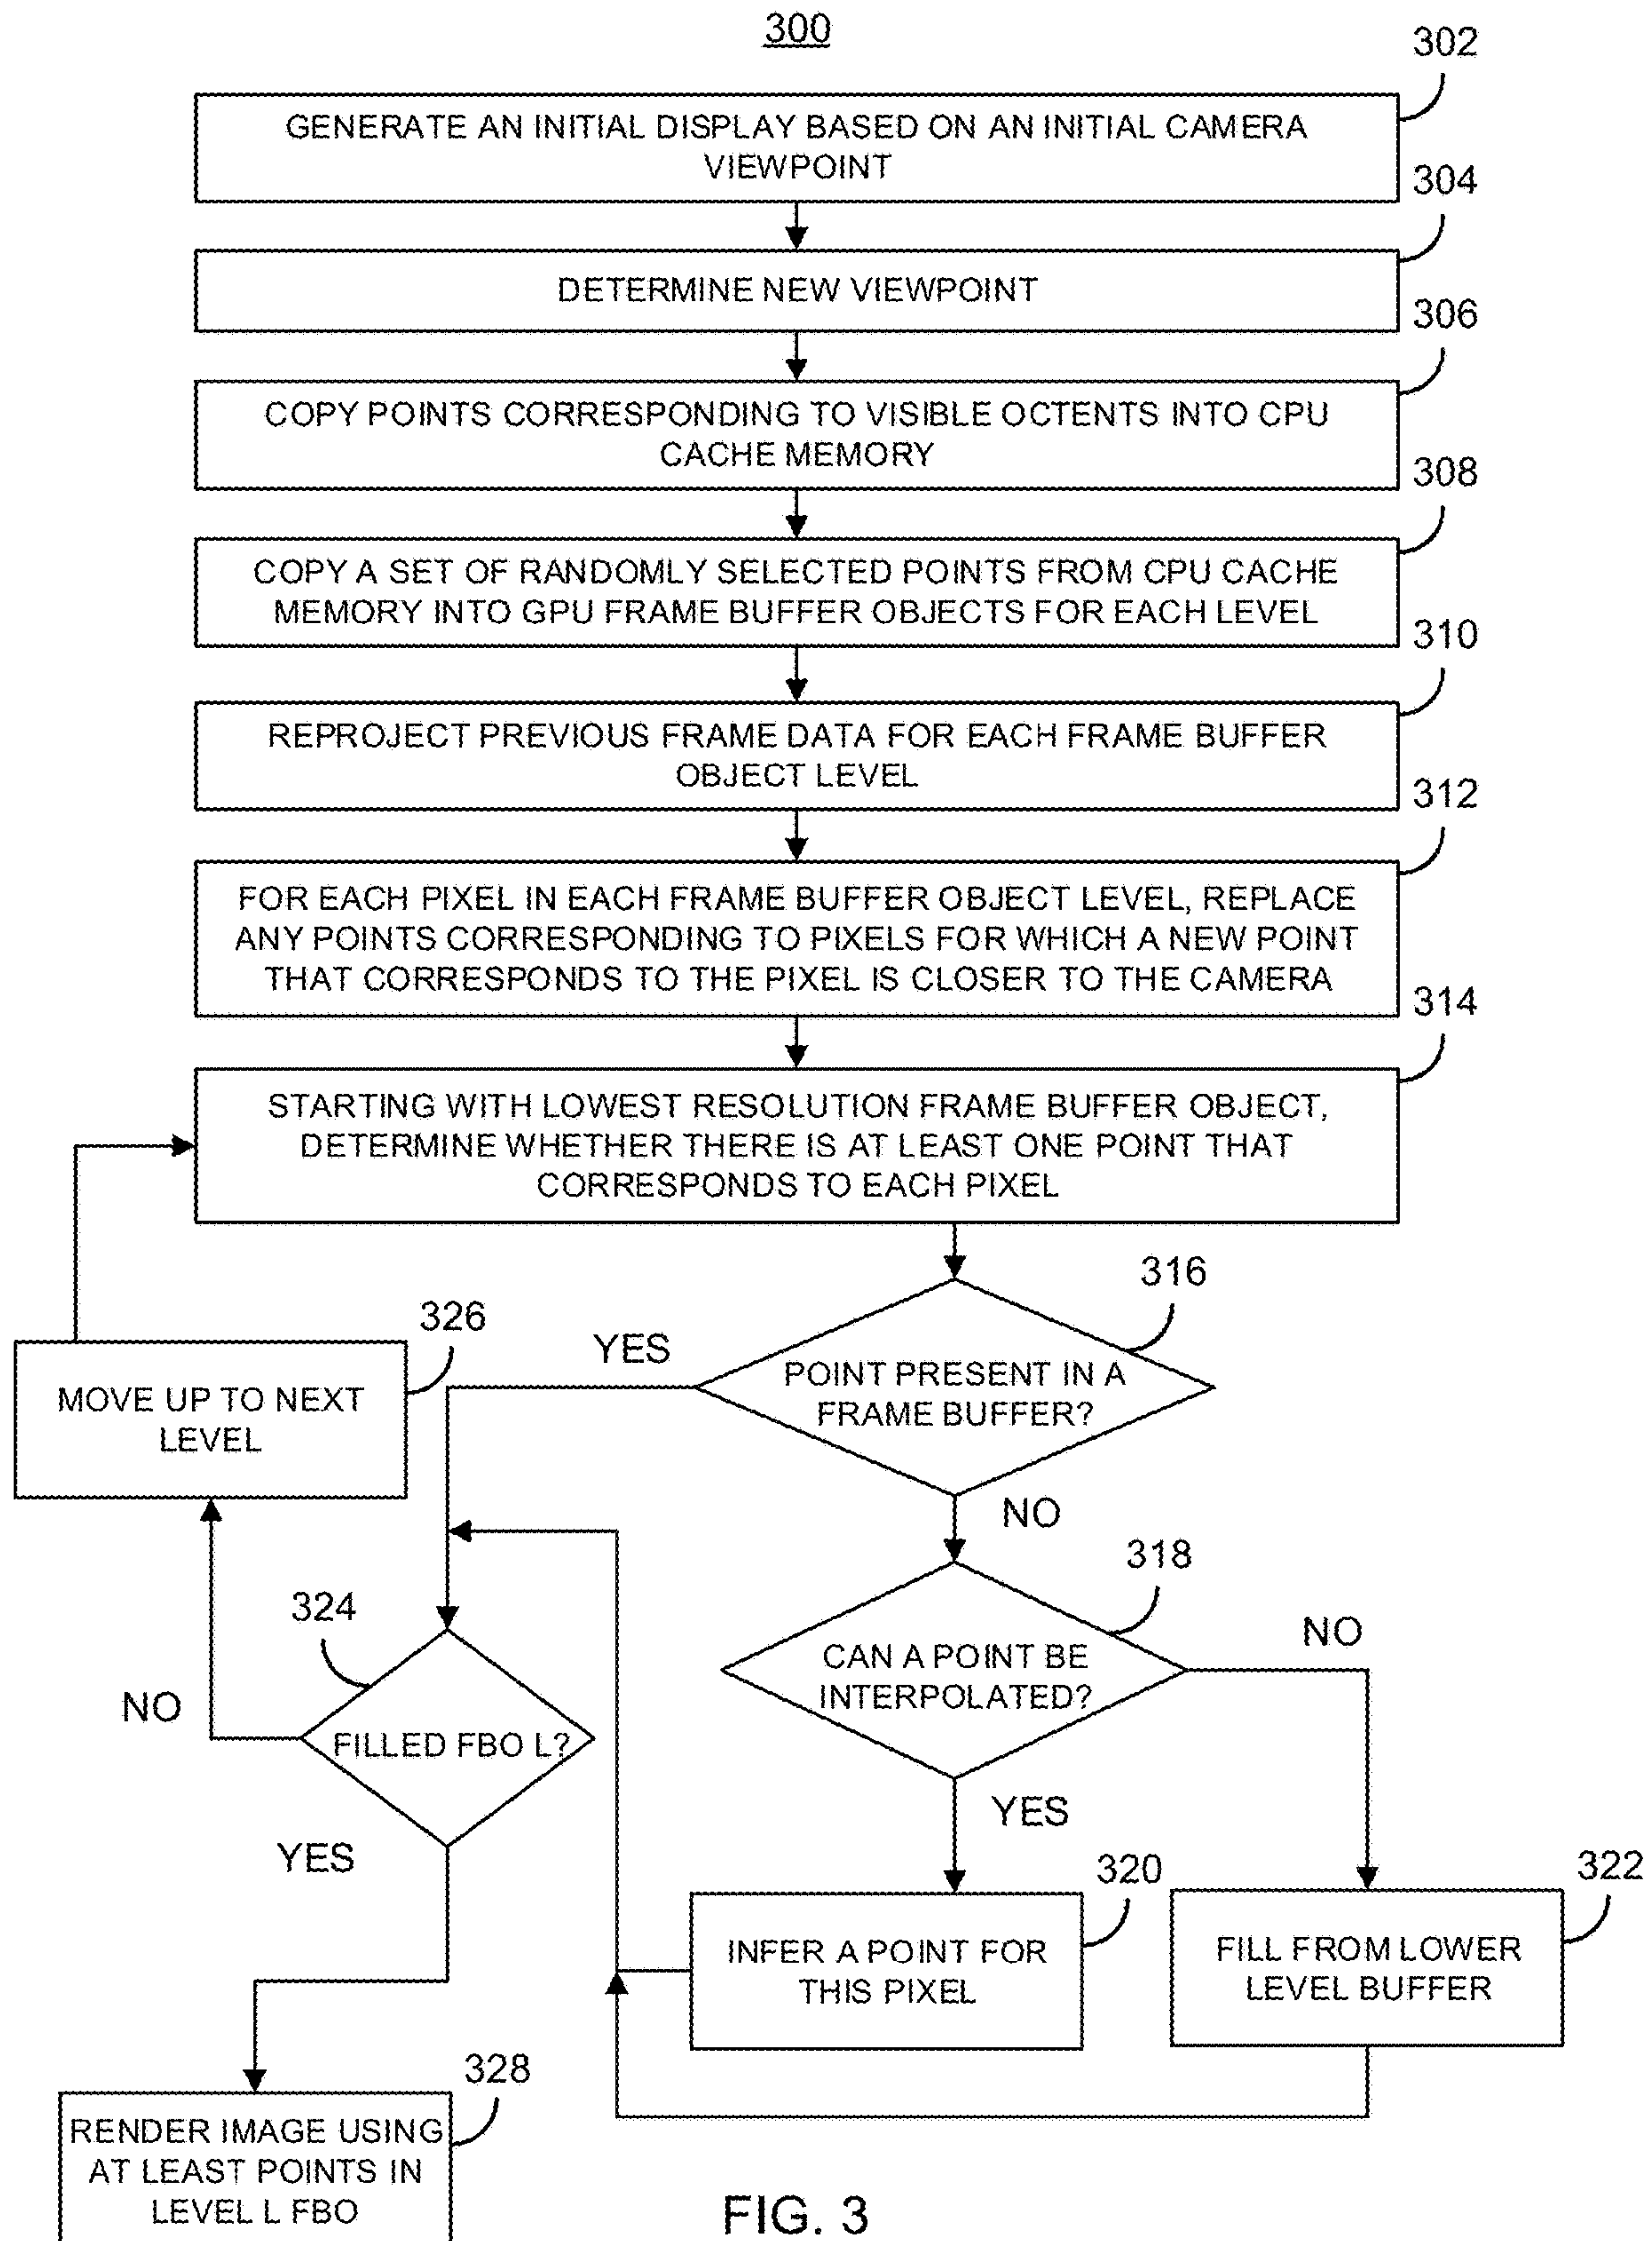 300
302
GENERATE AN INITIAL DISPLAY BASED ON AN INITIAL CAMERA
VIEWPOINT
304
DETERMINE NEW VIEWPOINT
306
COPY POINTS CORRESPONDING TO VISIBLE OCTENTS INTO CPU
CACHE MEMORY
308
COPY A SET OF RANDOMLY SELECTED POINTS FROM CPU CACHE
MEMORY INTO GPU FRAME BUFFER OBJECTS FOR EACH LEVEL
310
REPROJECT PREVIOUS FRAME DATA FOR EACH FRAME BUFFER
OBJECT LEVEL
312
FOR EACH PIXEL IN EACH FRAME BUFFER OBJECT LEVEL, REPLACE
ANY POINTS CORRESPONDING TO PIXELS FOR WHICH A NEW POINT
THAT CORRESPONDS TO THE PIXEL IS CLOSER TO THE CAMERA
314
STARTING WITH LOWEST RESOLUTION FRAME BUFFER OBJECT,
DETERMINE WHETHER THERE IS AT LEAST ONE POINT THAT
CORRESPONDS TO EACH PIXEL
316
POINT PRESENT IN A
FRAME BUFFER?
YES
NO
326
MOVE UP TO NEXT
LEVEL
318
CAN A POINT BE
INTERPOLATED?
NO
YES
324
FILLED FBO L?
NO
YES
320
INFER A POINT FOR
THIS PIXEL
322
FILL FROM LOWER
LEVEL BUFFER
328
RENDER IMAGE USING
AT LEAST POINTS IN
LEVEL L FBO
FIG. 3